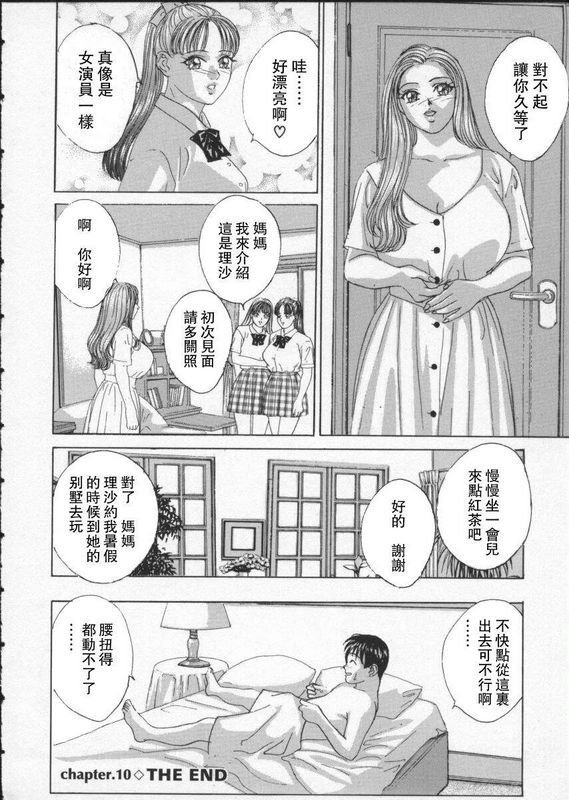 對不起
讓你久等了
哇……
好漂亮啊♡
真像是
女演員一樣
媽媽
我來介紹
這是理沙
初次見面
請多關照
啊 你好啊
慢慢坐一會兒
來點紅茶吧
好的 謝謝
對了 媽媽
理沙約我暑假
的時候到她的
別墅去玩
不快點從這裏
出去可不行啊
……
腰扭得
都動不了了
……
chapter.10◇THE END